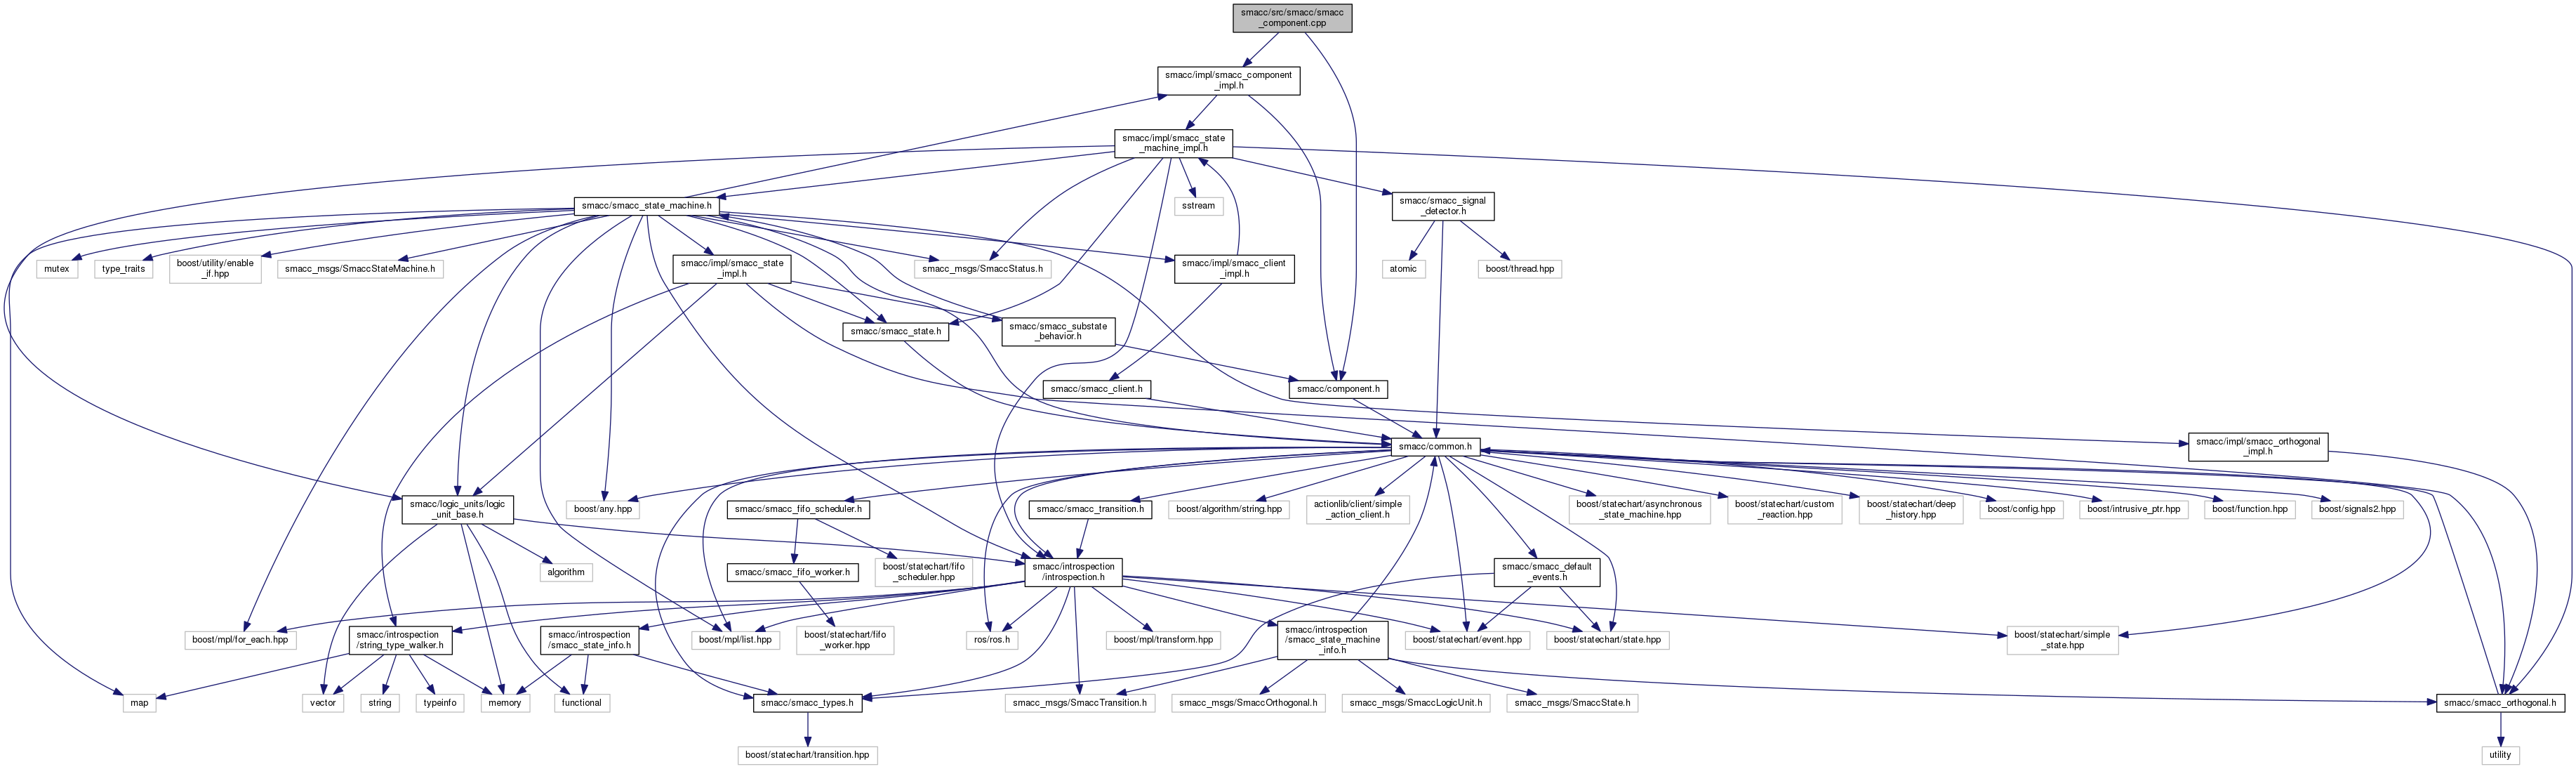 smacc/src/smacc/smacc
_component.cpp
smacc/impl/smacc_component
_impl.h
smacc/impl/smacc_state
_machine_impl.h
smacc/smacc_state_machine.h
sstream
smacc/smacc_signal
_detector.h
mutex
type_traits
boost/utility/enable
_if.hpp
smacc_msgs/SmaccStateMachine.h
smacc/impl/smacc_state
_impl.h
smacc_msgs/SmaccStatus.h
smacc/impl/smacc_client
_impl.h
atomic
boost/thread.hpp
smacc/smacc_state.h
smacc/smacc_substate
_behavior.h
smacc/smacc_client.h
smacc/component.h
smacc/common.h
smacc/impl/smacc_orthogonal
_impl.h
smacc/logic_units/logic
_unit_base.h
boost/any.hpp
smacc/smacc_fifo_scheduler.h
smacc/smacc_transition.h
boost/algorithm/string.hpp
actionlib/client/simple
_action_client.h
boost/statechart/asynchronous
_state_machine.hpp
boost/statechart/custom
_reaction.hpp
boost/statechart/deep
_history.hpp
boost/config.hpp
boost/intrusive_ptr.hpp
boost/function.hpp
boost/signals2.hpp
algorithm
smacc/smacc_fifo_worker.h
boost/statechart/fifo
_scheduler.hpp
smacc/introspection
/introspection.h
smacc/smacc_default
_events.h
boost/mpl/for_each.hpp
smacc/introspection
/string_type_walker.h
smacc/introspection
/smacc_state_info.h
boost/mpl/list.hpp
boost/statechart/fifo
_worker.hpp
ros/ros.h
boost/mpl/transform.hpp
smacc/introspection
/smacc_state_machine
_info.h
boost/statechart/event.hpp
boost/statechart/state.hpp
boost/statechart/simple
_state.hpp
map
vector
string
typeinfo
memory
functional
smacc/smacc_types.h
smacc_msgs/SmaccTransition.h
smacc_msgs/SmaccOrthogonal.h
smacc_msgs/SmaccLogicUnit.h
smacc_msgs/SmaccState.h
smacc/smacc_orthogonal.h
boost/statechart/transition.hpp
utility